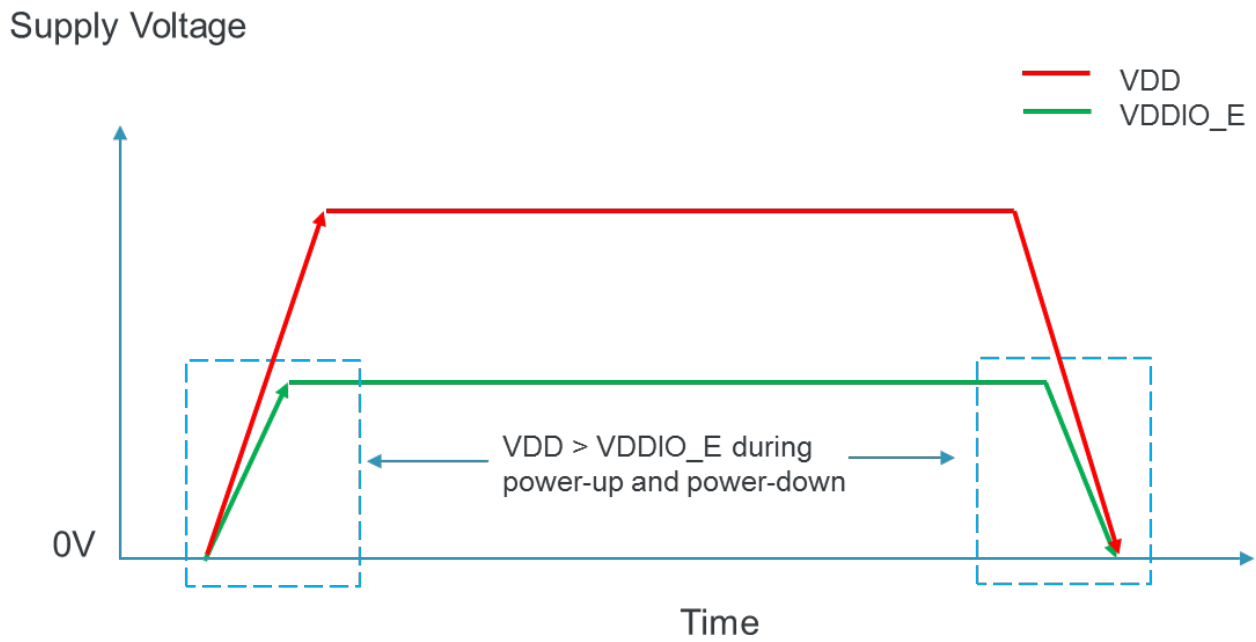 Supply Voltage
VDD
VDDIO_E
VDD > VDDIO_E during
power-up and power-down
0V
Time